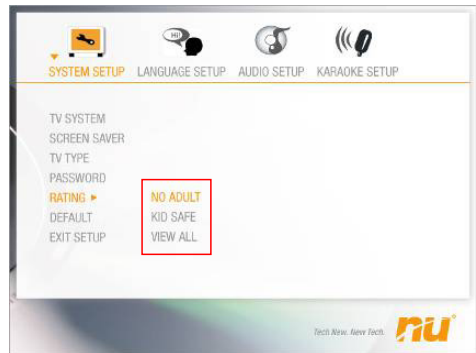 Hi!
SYSTEM SETUP LANGUAGE SETUP AUDIO SETUP KARAOKE SETUP
TV SYSTEM
SCREEN SAVER
TV TYPE
PASSWORD
RATING NO ADULT
DEFAULT KID SAFE
EXIT SETUP VIEW ALL
Tech New. New Tech. nu